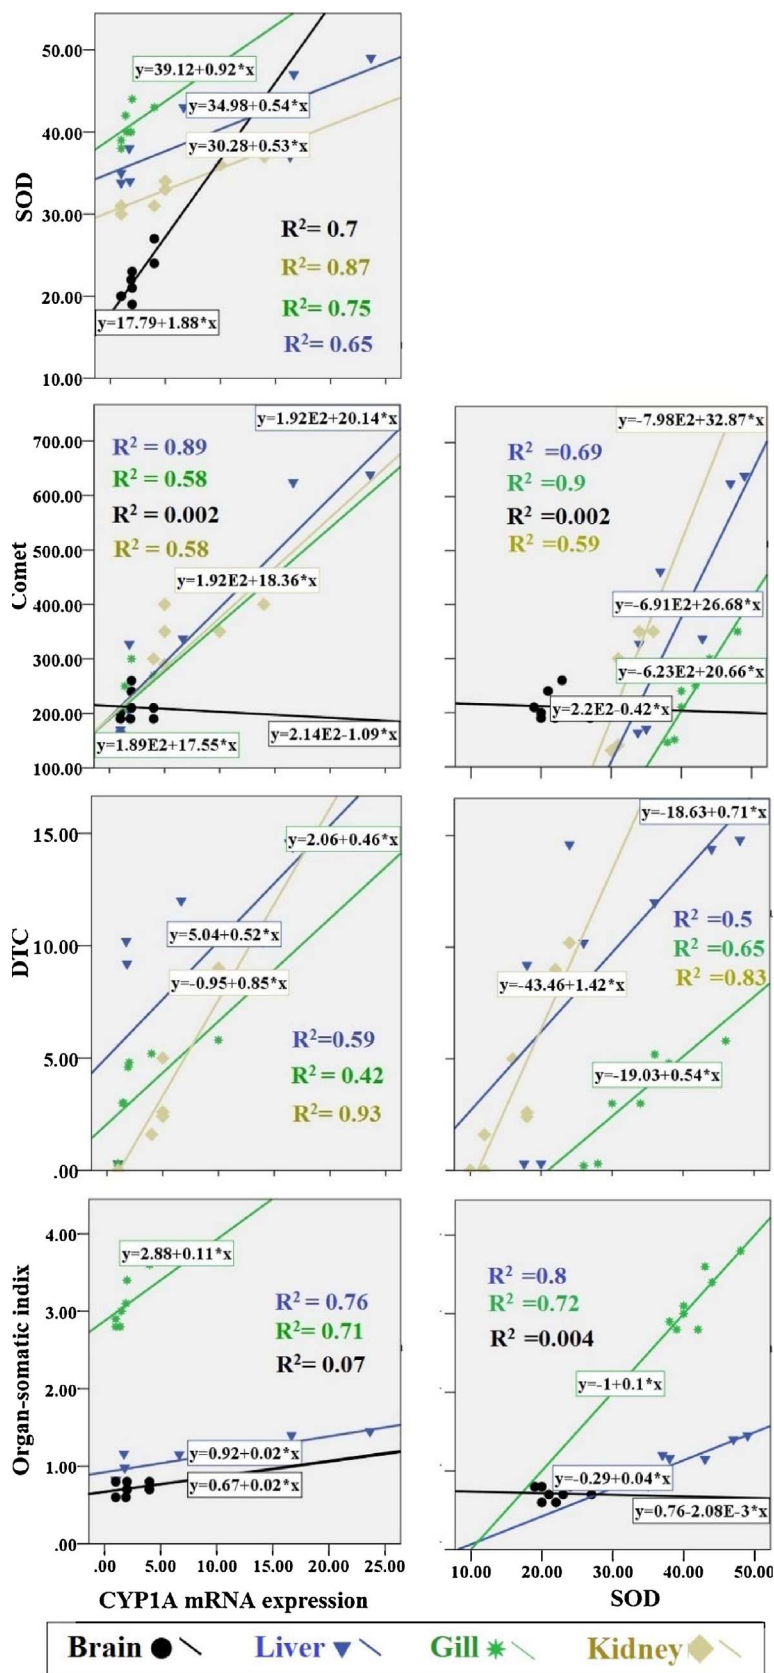 SOD
50.00
40.00
30.00
20.00
10.00
y=39.12+0.92*x
y=34.98+0.54*x
y=30.28+0.53*x
y=17.79+1.88*x
R²= 0.7
R²= 0.87
R²= 0.75
R²= 0.65
Comet
700.00
600.00
500.00
400.00
300.00
200.00
100.00
y=1.92E2+20.14*x
R² = 0.89
R² = 0.58
R² = 0.002
R² = 0.58
y=1.92E2+18.36*x
y=1.89E2+17.55*x
y=2.14E2-1.09*x
y=-7.98E2+32.87*x
R² =0.69
R² =0.9
R² =0.002
R² =0.59
y=-6.91E2+26.68*x
y=-6.23E2+20.66*x
y=2.2E2-0.42*x
DTC
15.00
10.00
5.00
.00
y=2.06+0.46*x
y=5.04+0.52*x
y=-0.95+0.85*x
R²=0.59
R²= 0.42
R²= 0.93
y=-18.63+0.71*x
R² =0.5
R² =0.65
R² =0.83
y=-43.46+1.42*x
y=-19.03+0.54*x
Organ-somatic indix
4.00
3.00
2.00
1.00
.00
y=2.88+0.11*x
R²= 0.76
R²= 0.71
R²= 0.07
y=0.92+0.02*x
y=0.67+0.02*x
R² =0.8
R² =0.72
R² =0.004
y=-1+0.1*x
y=-0.29+0.04*x
y=0.76-2.08E-3*x
.00 5.00 10.00 15.00 20.00 25.00
10.00 20.00 30.00 40.00 50.00
CYP1A mRNA expression
SOD
Brain Liver Gill Kidney